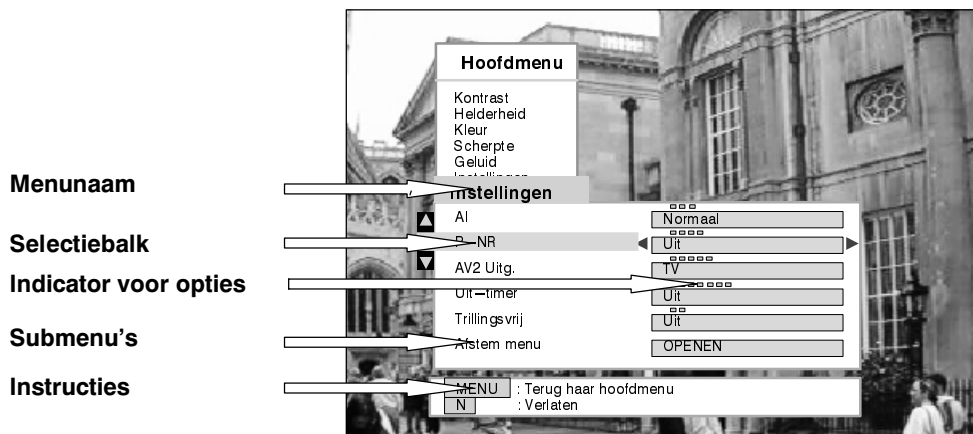 Hoofdmenu
Kontrast
Helderheid
Kleur
Scherpte
Geluid
Instellingen
Menunaam
Instellingen
AI
Normaal
Selectiebalk
P–NR
Uit
AV2 Uitg.
TV
Indicator voor opties
Uit–timer
Uit
Trillingsvrij
Uit
Submenu's
Afstem menu
OPENEN
Instructies
MENU : Terug haar hoofdmenu
N : Verlaten